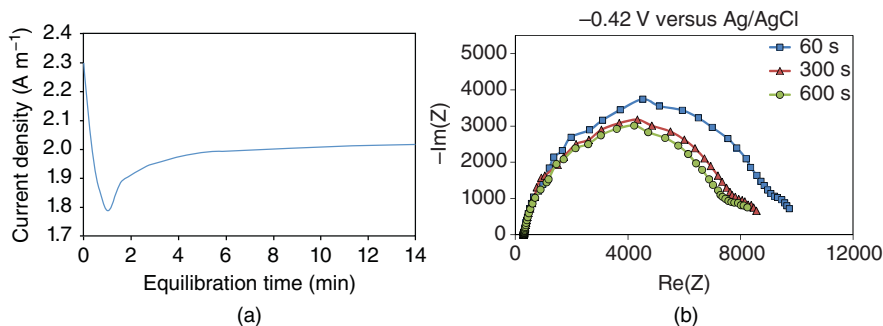 (a)
Current density (A m⁻¹)
2.4
2.3
2.2
2.1
2.0
1.9
1.8
1.7
0 2 4 6 8 10 12 14
Equilibration time (min)
(a)
(b)
–0.42 V versus Ag/AgCl
–Im(Z)
5000
4000
3000
2000
1000
0
0 4000 8000 12000
Re(Z)
60 s
300 s
600 s
(b)